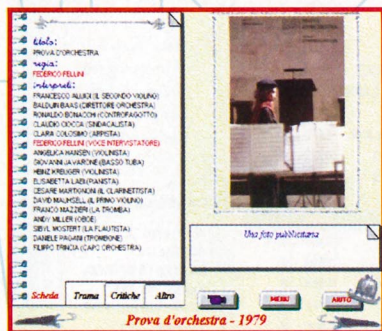 titolo:
PROVA D'ORCHESTRA
regia:
FEDERICO FELLINI
interpreti:
FRANCESCO ALUIGI (IL SECONDO VIOLINO)
BALDUIN BAAS (DIRETTORE ORCHESTRA)
RONALDO BONACCHI (CONTROFAGOTTO)
CLAUDIO CIOCCA (SINDACALISTA)
CLARA COLOSIMO (ARPISTA)
FEDERICO FELLINI (VOCE INTERVISTATORE)
ANGELICA HANSEN (VIOLINISTA)
GIOVANNI JAVARONE (BASSO TUBA)
HEINZ KREUGER (VIOLINISTA)
ELISABETTA LABI (PIANISTA)
CESARE MARTIGNONI (IL CLARINETTISTA)
DAVID MAUHSELL (IL PRIMO VIOLINO)
FRANCO MAZZIERI (LA TROMBA)
ANDY MILLER (OBOE)
SIBYL MOSTERT (LA FLAUTISTA)
DANIELE PAGANI (TROMBONE)
FILIPPO TRINCIA (CAPO ORCHESTRA)
Scheda Trama Critiche Altro
Una foto pubblicitaria
MENU
AIUTO
Prova d'orchestra - 1979